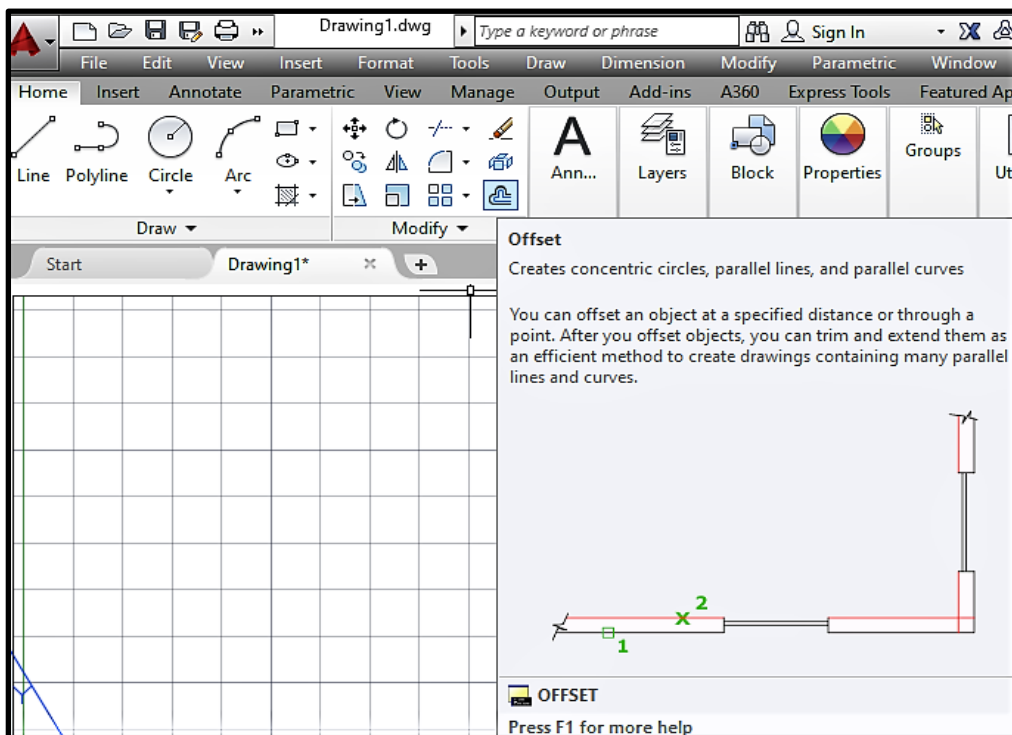 Drawing1.dwg
Type a keyword or phrase
Sign In
File Edit View Insert Format Tools Draw Dimension Modify Parametric Window
Home Insert Annotate Parametric View Manage Output Add-ins A360 Express Tools Featured Ap
Line Polyline Circle Arc
A
Ann... Layers Block Properties Groups Ut
Draw Modify
Start Drawing1*
Offset
Creates concentric circles, parallel lines, and parallel curves
You can offset an object at a specified distance or through a
point. After you offset objects, you can trim and extend them as
an efficient method to create drawings containing many parallel
lines and curves.
2
1
Y
OFFSET
Press F1 for more help